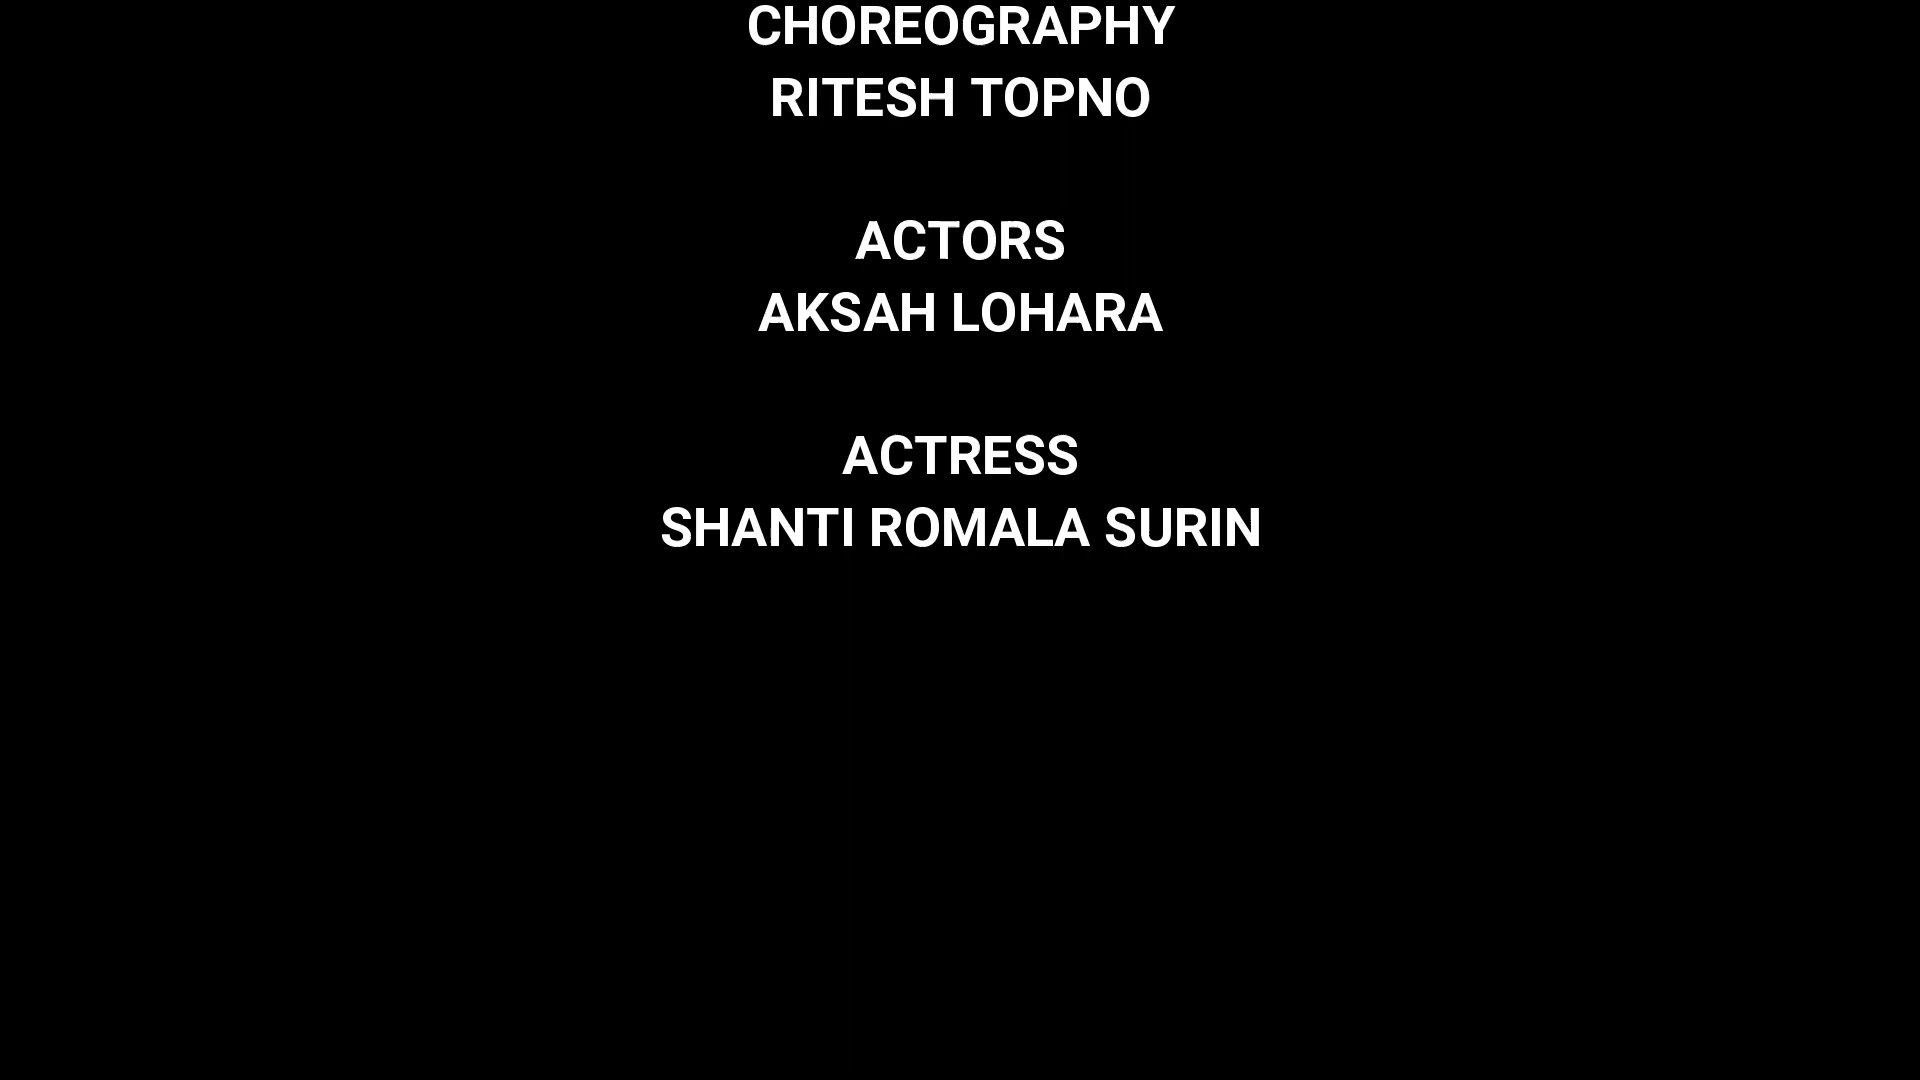 CHOREOGRAPHY
RITESH TOPNO
ACTORS
AKSAH LOHARA
ACTRESS
SHANTI ROMALA SURIN